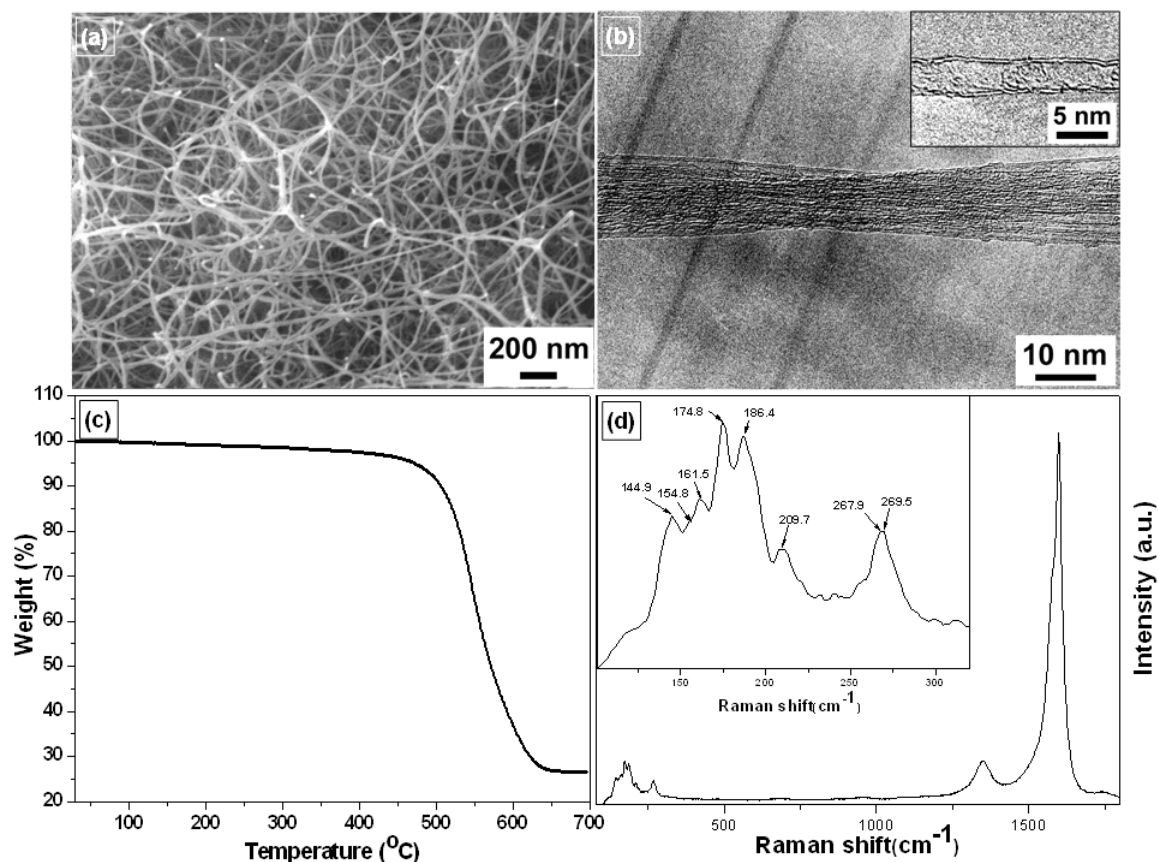 (a)
200 nm
(b)
5 nm
10 nm
(c)
110
100
90
80
70
60
50
40
30
20
Weight (%)
100 200 300 400 500 600 700
Temperature (OC)
(d)
174.8
186.4
161.5
154.8
144.9
209.7
267.9
269.5
150 200 250 300
Raman shift(cm-1)
Intensity (a.u.)
500 1000 1500
Raman shift(cm-1)